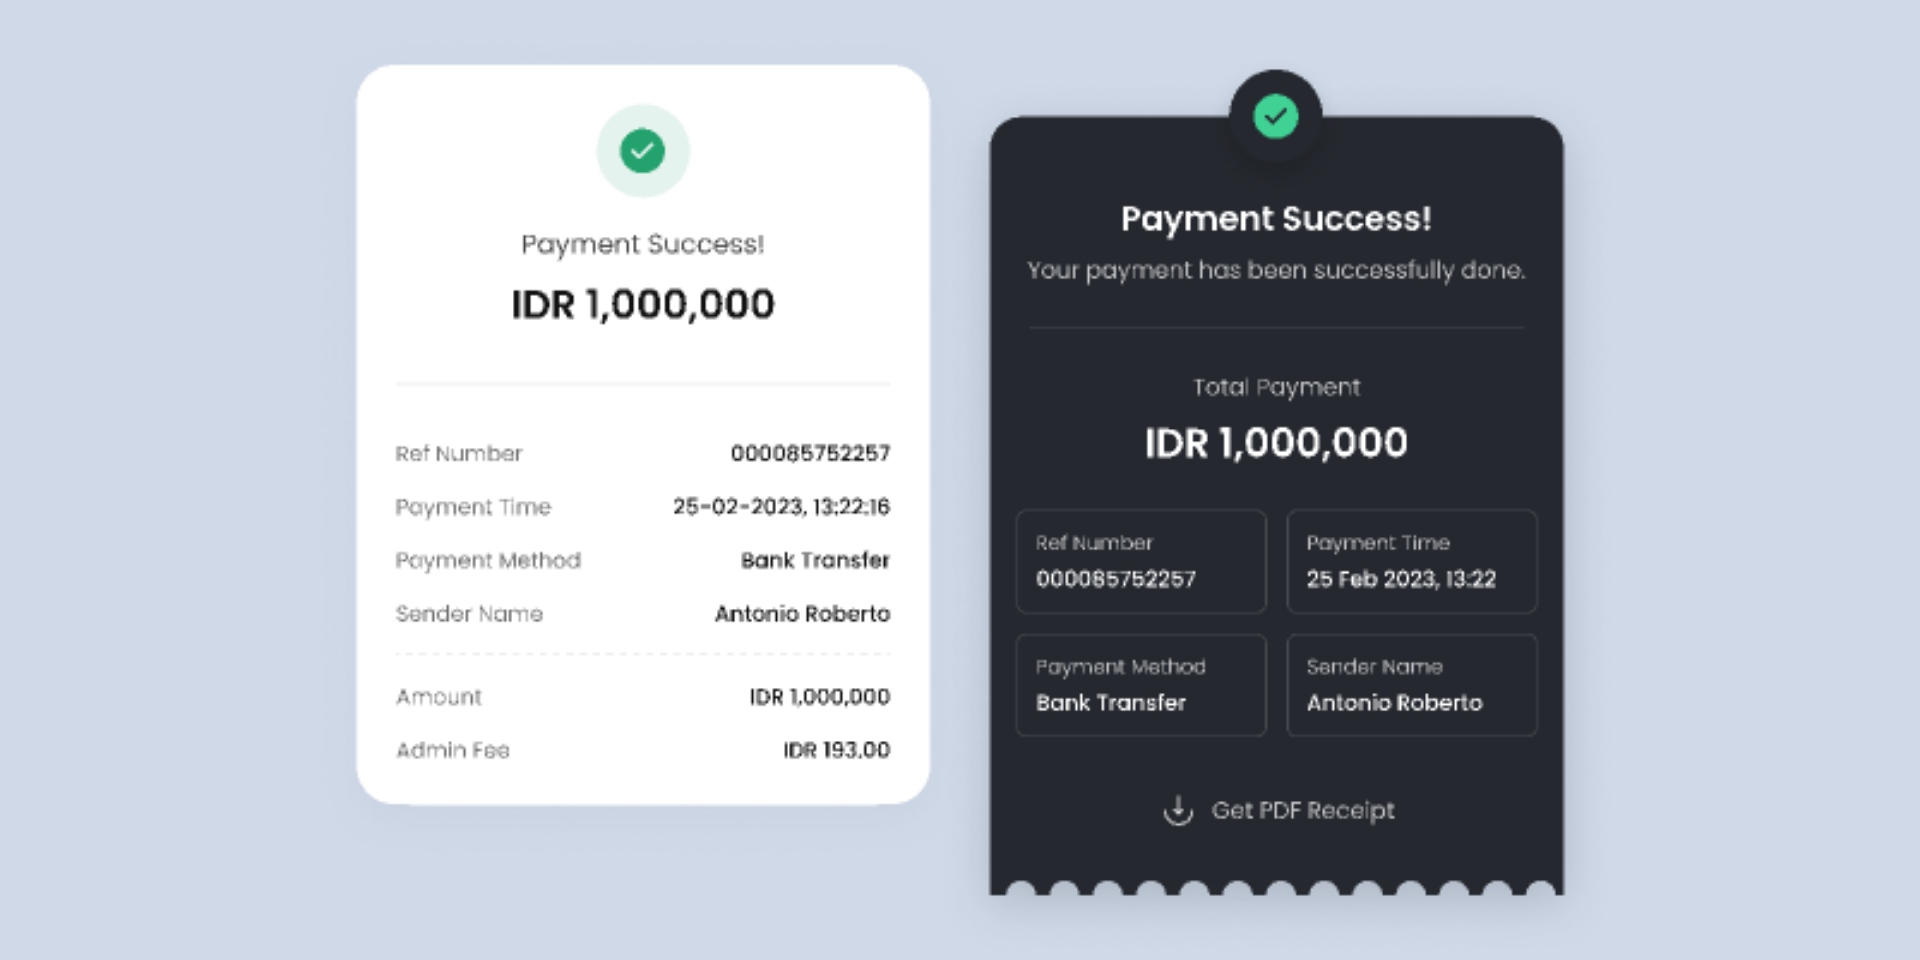 Payment Success!
IDR 1,000,000
Ref Number 000085752257
Payment Time 25-02-2023, 13:22:16
Payment Method Bank Transfer
Sender Name Antonio Roberto
Amount IDR 1,000,000
Admin Fee IDR 193.00
Payment Success!
Your payment has been successfully done.
Total Payment
IDR 1,000,000
Ref Number
000085752257
Payment Time
25 Feb 2023, 13:22
Payment Method
Bank Transfer
Sender Name
Antonio Roberto
Get PDF Receipt